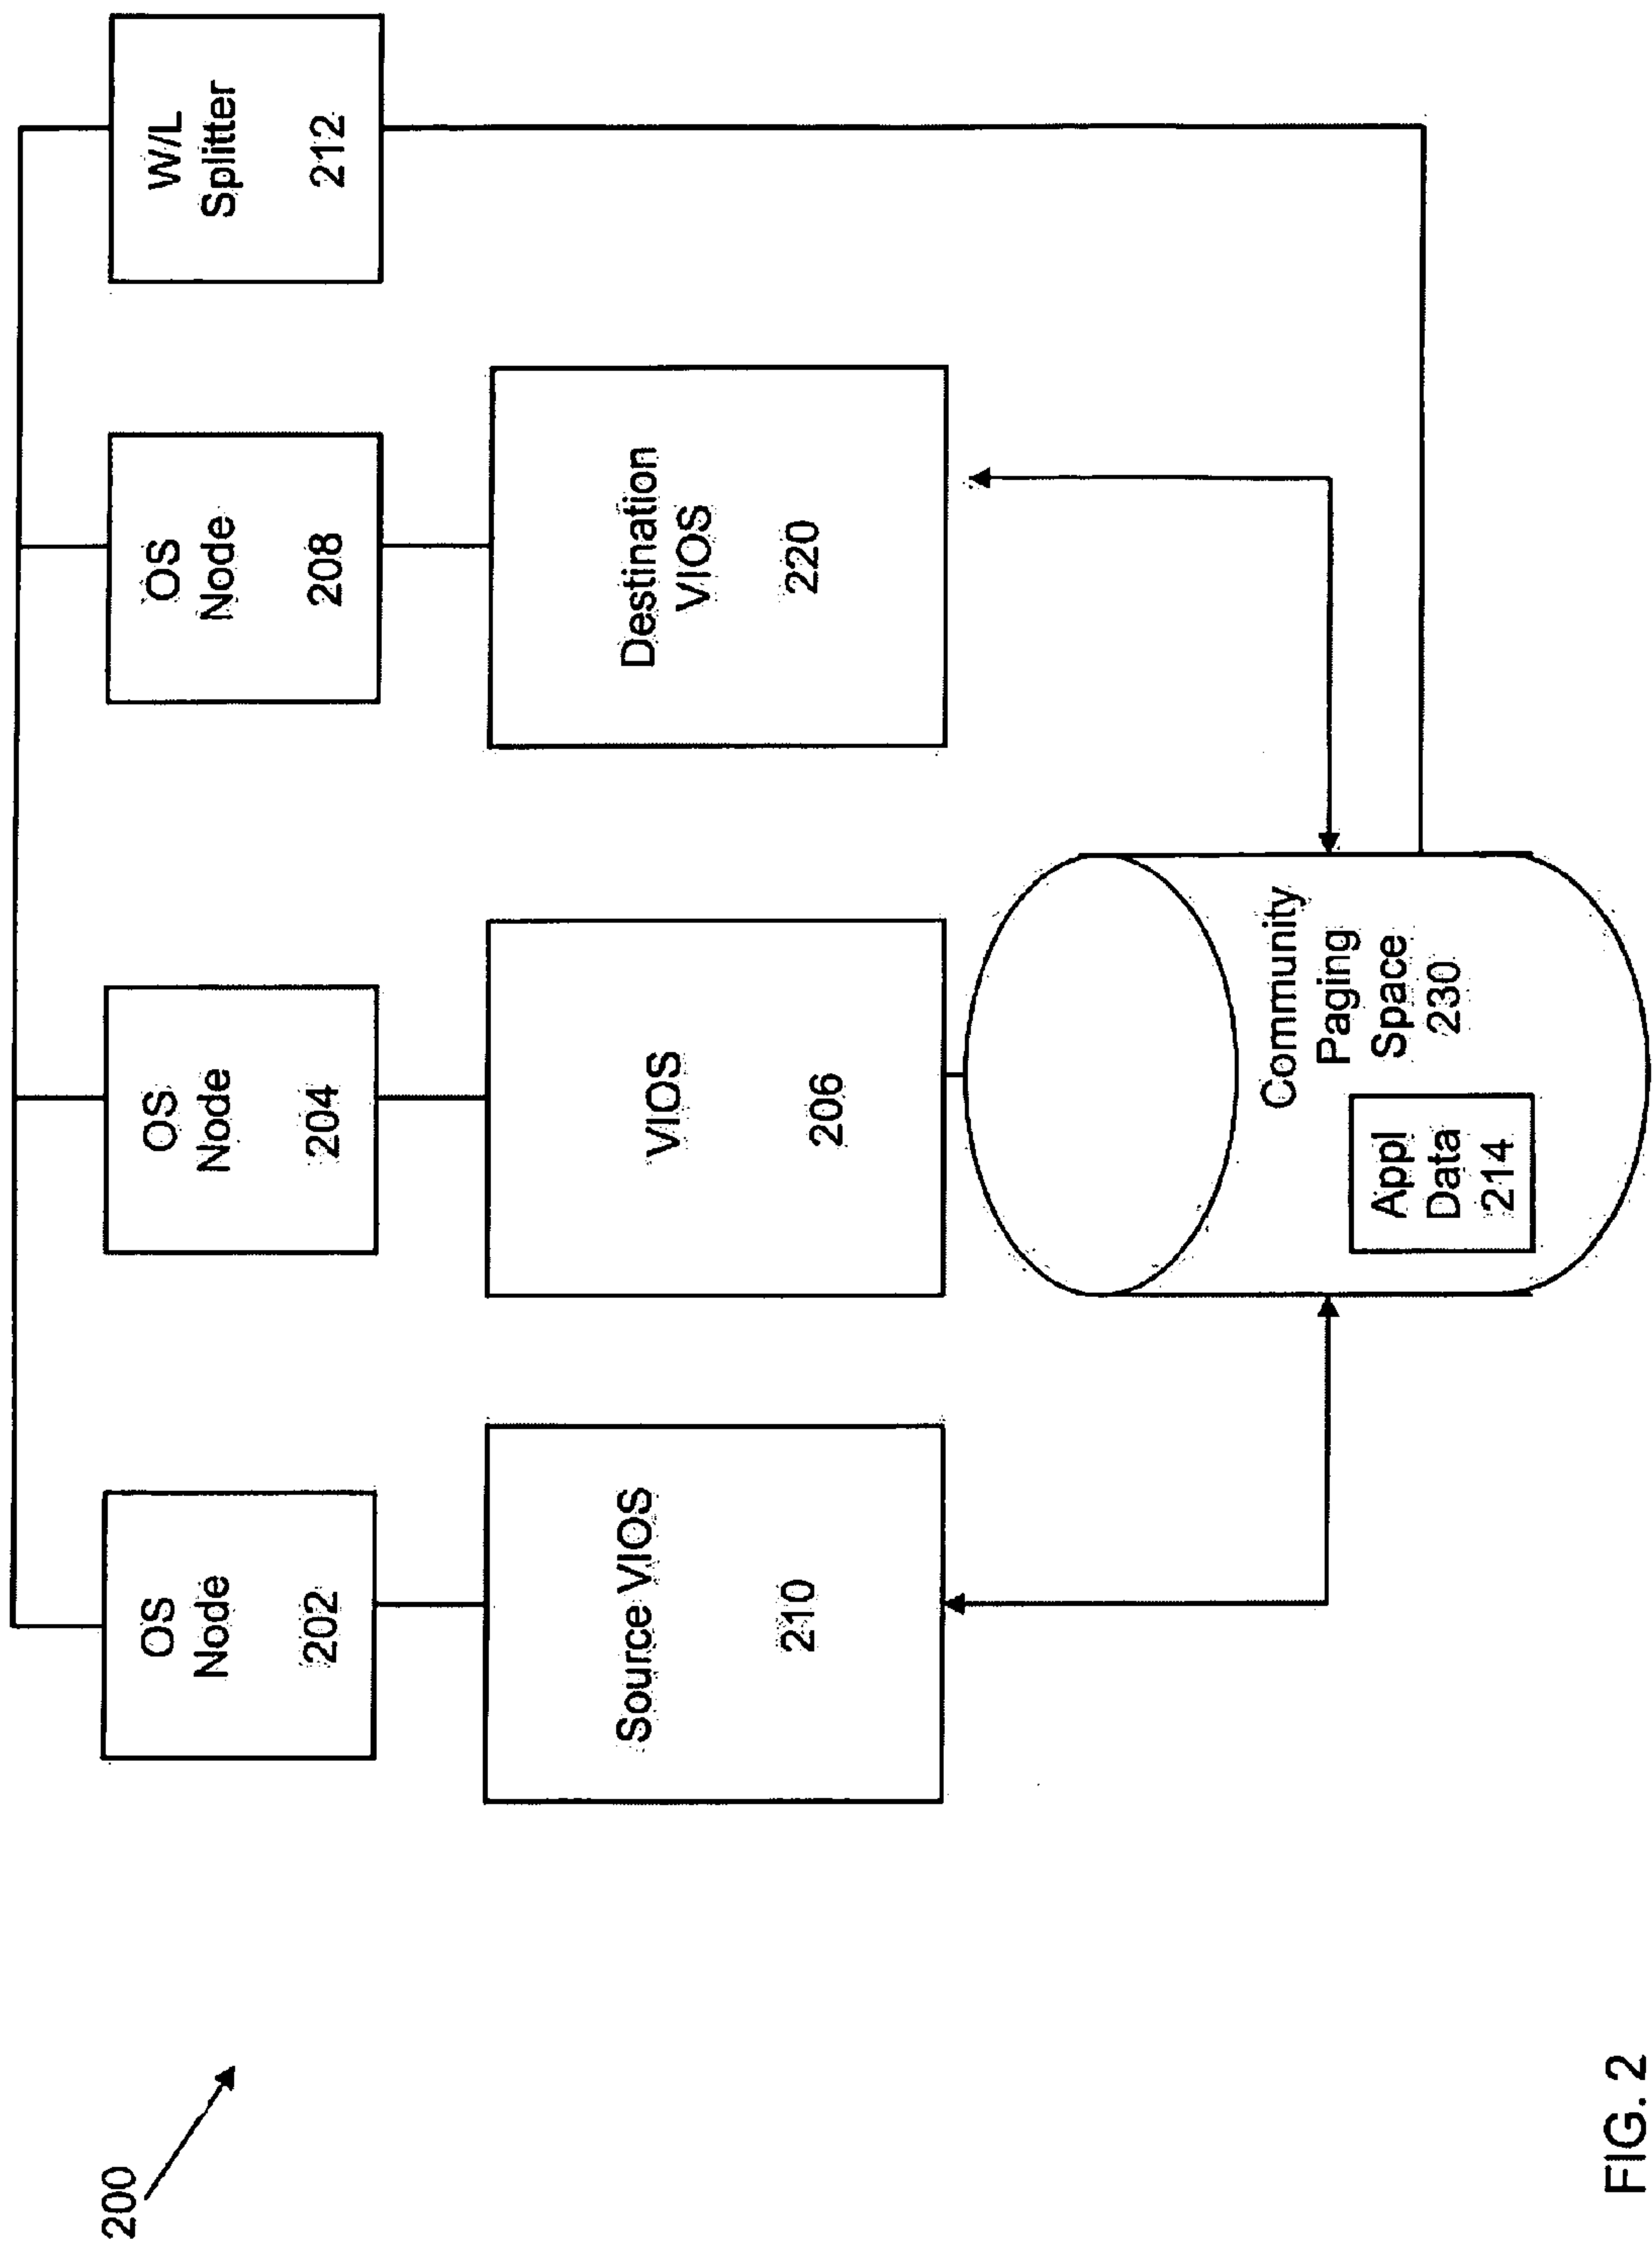 200
OS
Node
202
OS
Node
204
OS
Node
208
W/L
Splitter
212
Source VIOS
210
VIOS
206
Destination
VIOS
220
Community
Paging
Space
230
Appl
Data
214
FIG. 2